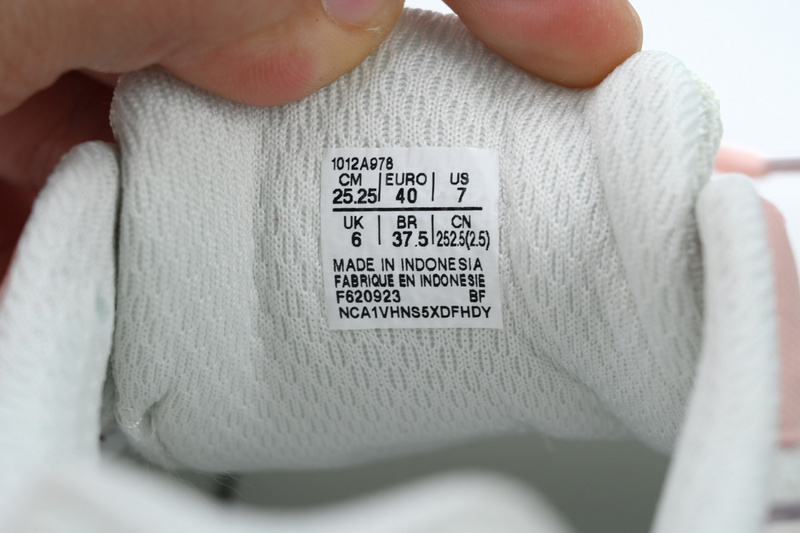 1012A978
CM EURO US
25.25 40 7
UK BR CN
6 37.5 252.5(2.5)
MADE IN INDONESIA
FABRIQUE EN INDONESIE
F620923 BF
NCA1VHNS5XDFHDY